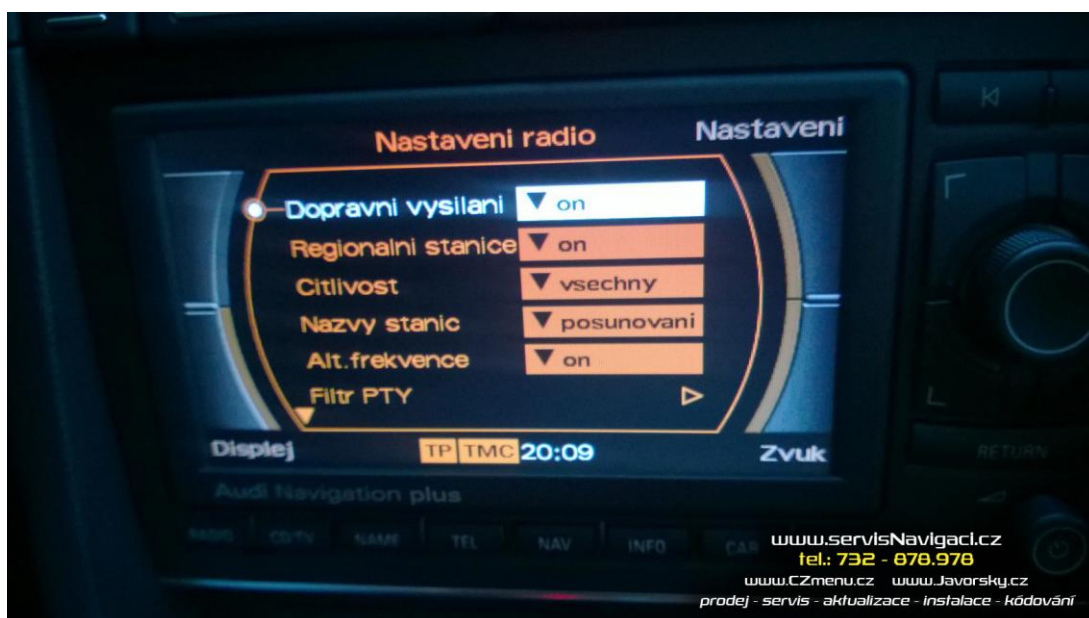 Nastaveni radio
Nastaveni
Dopravni vysilani on
Regionalni stanice on
Citlivost vsechny
Nazvy stanic posunovani
Alt.frekvence on
Filtr PTY
Displej
TP TMC 20:09
Zvuk
RETURN
Audi Navigation plus
RADIO CD/TV NAME TEL NAV INFO CAR
www.servisNavigaci.cz
tel.: 732 - 878.978
www.CZmenu.cz www.Javorsky.cz
prodej - servis - aktualizace - instalace - kódování